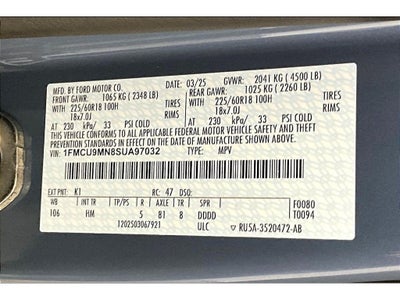 MFD. BY FORD MOTOR CO. 03/25 GVWR: 2041 KG (4500 LB)
FRONT GAWR: 1065 KG (2348 LB) REAR GAWR: 1025 KG (2260 LB)
WITH 225/60R18 100H TIRES WITH 225/60R18 100H TIRES
18x7.0J RIMS 18x7.0J RIMS
AT 230 kPa/ 33 PSI COLD AT 230 kPa/ 33 PSI COLD
THIS VEHICLE CONFORMS TO ALL APPLICABLE FEDERAL MOTOR VEHICLE SAFETY, BUMPER, AND THEFT
PREVENTION STANDARDS IN EFFECT ON THE DATE OF MANUFACTURE SHOWN ABOVE.
VIN: 1FMCU9MN8SUA97032 TYPE: MPV
EXT PNT: K1 RC: 47 DSO:
WB INT TR TP/PS R AXLE TR SPR F0080
106 HM 5 81 8 DDDD T0094
1202503067921 ULC RU5A-3520472-AB